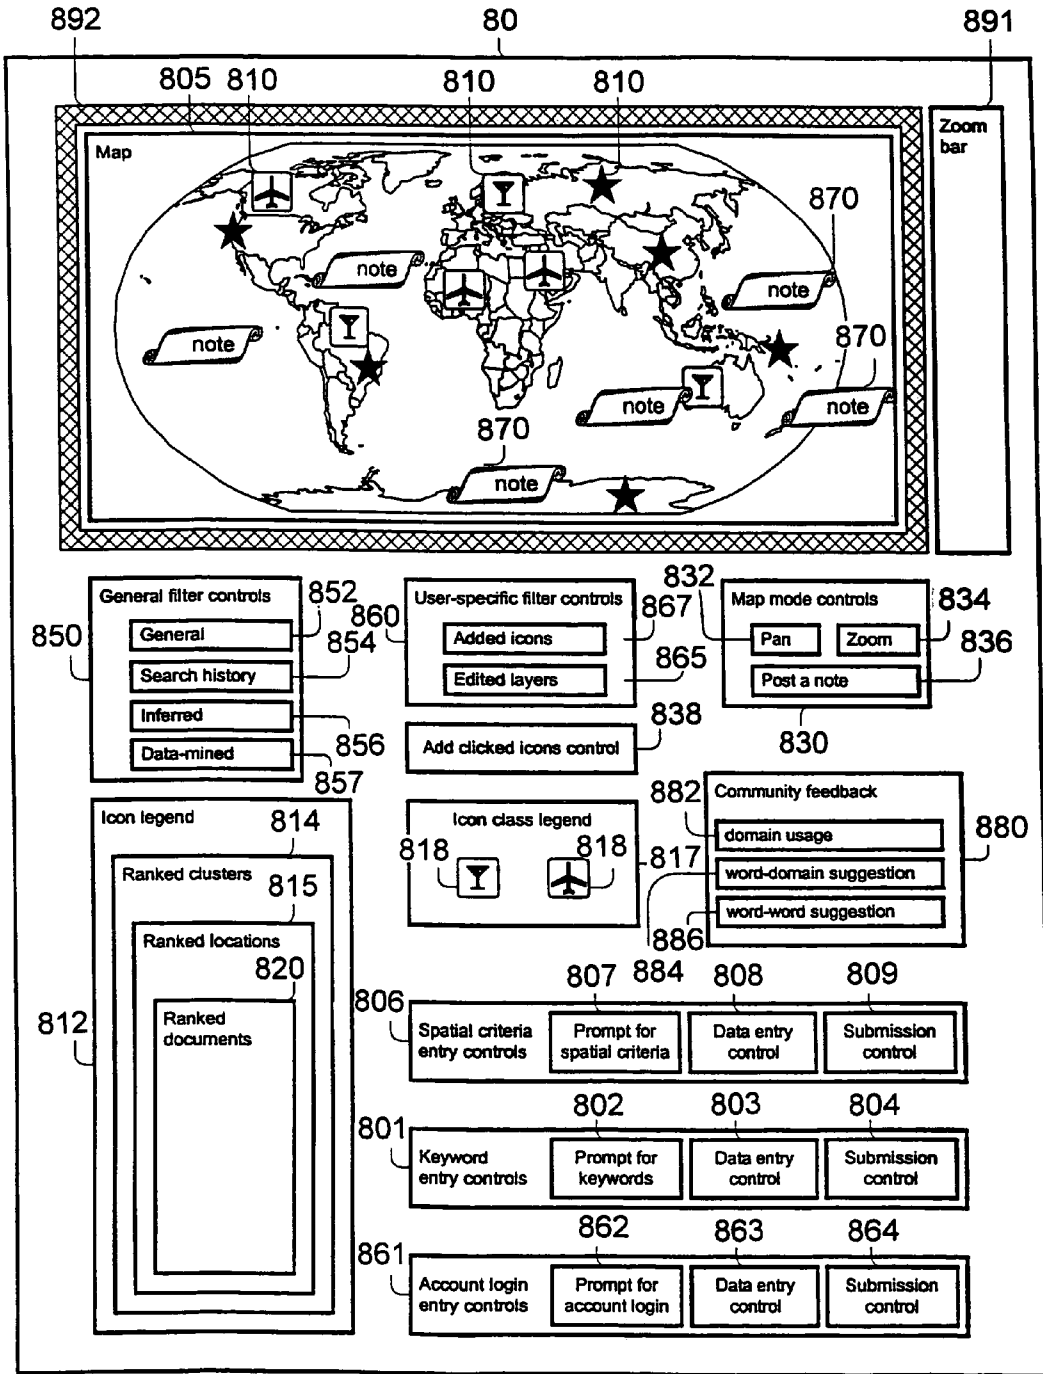 892
80
891
805
810
810
810
Map
Zoom
bar
870
note
note
note
870
note
note
870
note
General filter controls
852
850
General
854
Search history
Inferred
856
Data-mined
857
User-specific filter controls
860
867
Added icons
865
Edited layers
838
Add clicked icons control
832
Map mode controls
834
Pan
Zoom
836
Post a note
830
882
Community feedback
880
domain usage
word-domain suggestion
word-word suggestion
886
884
Icon class legend
818
818
817
Icon legend
814
Ranked clusters
815
Ranked locations
820
Ranked
documents
812
806
807
808
809
Spatial criteria
entry controls
Prompt for
spatial criteria
Data entry
control
Submission
control
801
802
803
804
Keyword
entry controls
Prompt for
keywords
Data entry
control
Submission
control
861
862
863
864
Account login
entry controls
Prompt for
account login
Data entry
control
Submission
control